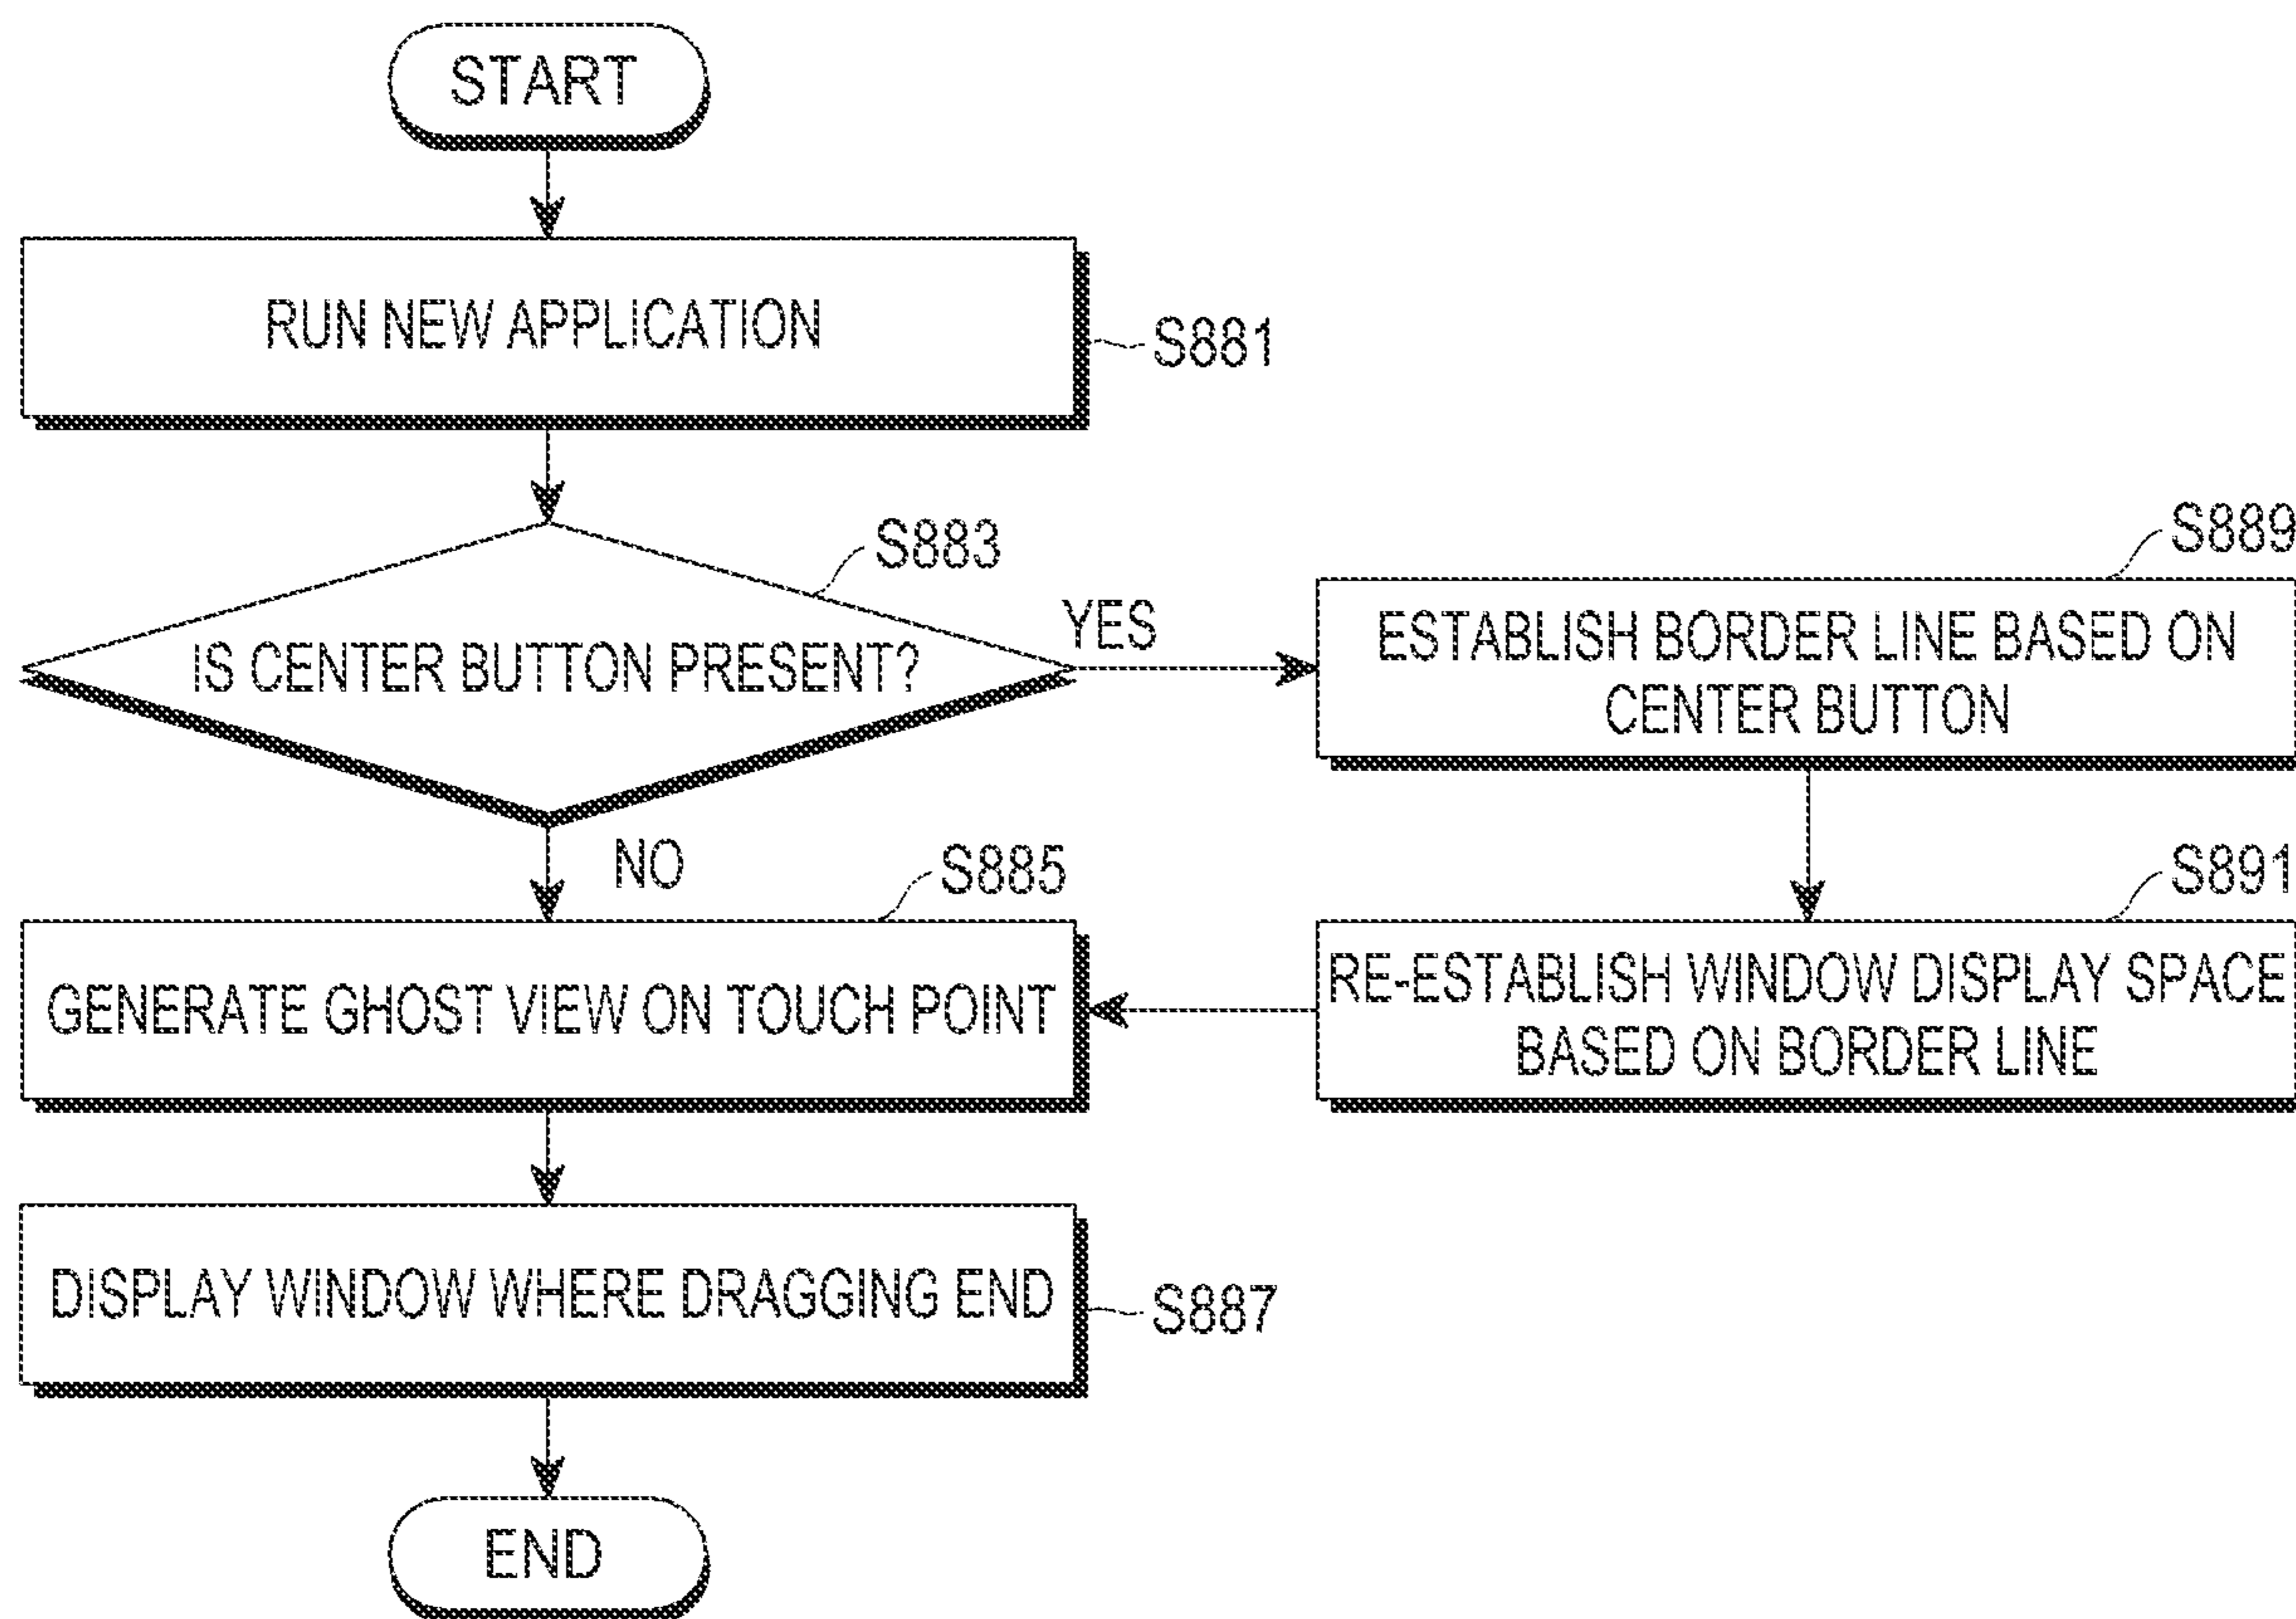 START
RUN NEW APPLICATION
S881
S883
IS CENTER BUTTON PRESENT?
YES
S889
ESTABLISH BORDER LINE BASED ON
CENTER BUTTON
NO
S885
GENERATE GHOST VIEW ON TOUCH POINT
S891
RE-ESTABLISH WINDOW DISPLAY SPACE
BASED ON BORDER LINE
DISPLAY WINDOW WHERE DRAGGING END
S887
END